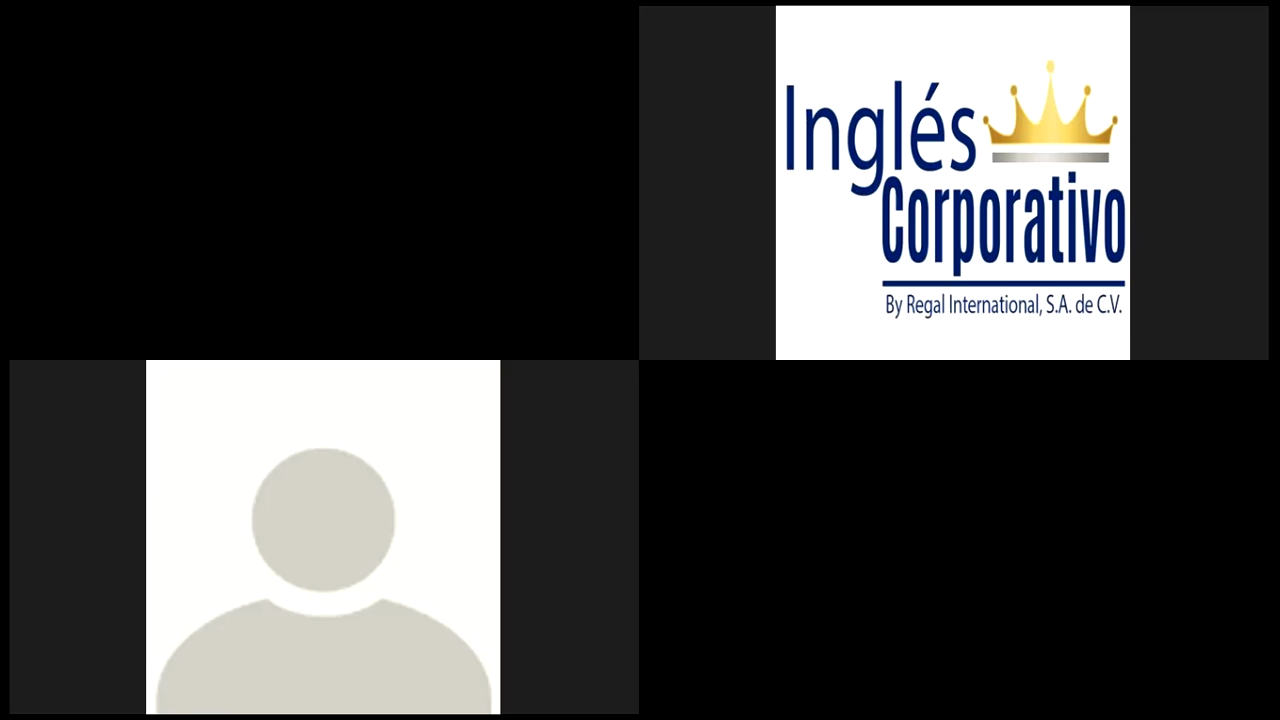 Inglés
Corporativo
By Regal International, S.A. de C.V.